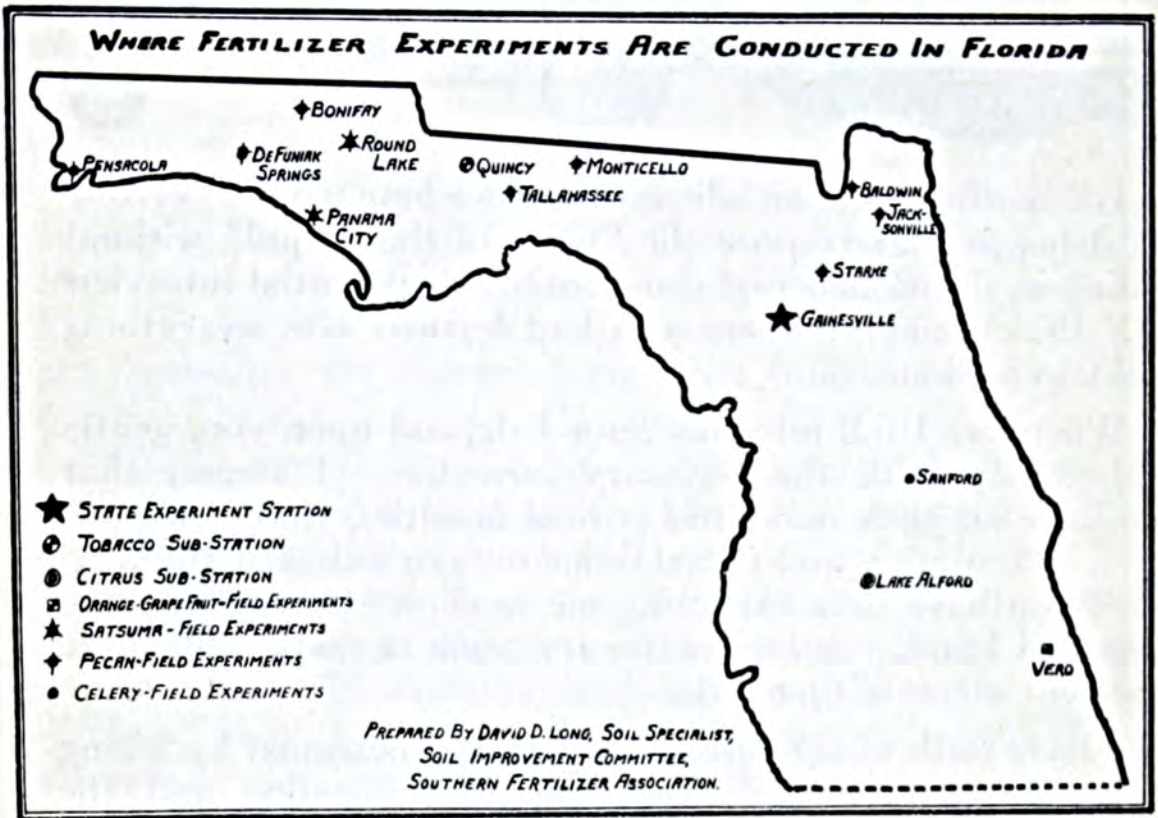 WHERE FERTILIZER EXPERIMENTS ARE CONDUCTED IN FLORIDA
BONIFAY
ROUND
LAKE
DEFUNIAK
SPRINGS
PENSACOLA
QUINCY
MONTICELLO
TALLAHASSEE
PANAMA
CITY
BALDWIN
JACK-
SONVILLE
STARKE
GAINESVILLE
SANFORD
LAKE ALFORD
VERO
STATE EXPERIMENT STATION
TOBACCO SUB-STATION
CITRUS SUB-STATION
ORANGE-GRAPEFRUIT-FIELD EXPERIMENTS
SATSUMA-FIELD EXPERIMENTS
PECAN-FIELD EXPERIMENTS
CELERY-FIELD EXPERIMENTS
PREPARED BY DAVID D. LONG, SOIL SPECIALIST,
SOIL IMPROVEMENT COMMITTEE,
SOUTHERN FERTILIZER ASSOCIATION.